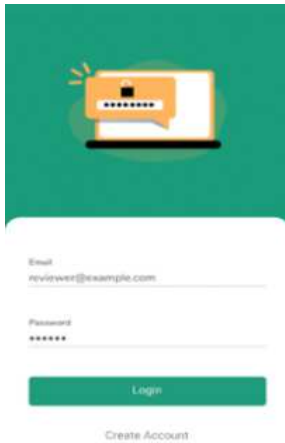 ********
Email
reviewer@example.com
Password
******
Login
Create Account